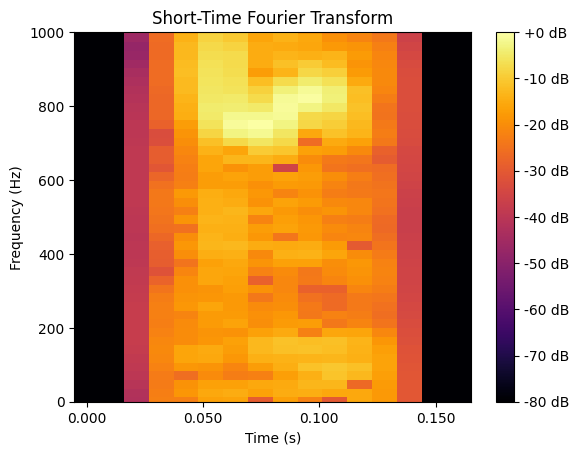 Short-Time Fourier Transform
Frequency (Hz)
1000
800
600
400
200
0
0.000
0.050
0.100
0.150
Time (s)
+0 dB
-10 dB
-20 dB
-30 dB
-40 dB
-50 dB
-60 dB
-70 dB
-80 dB